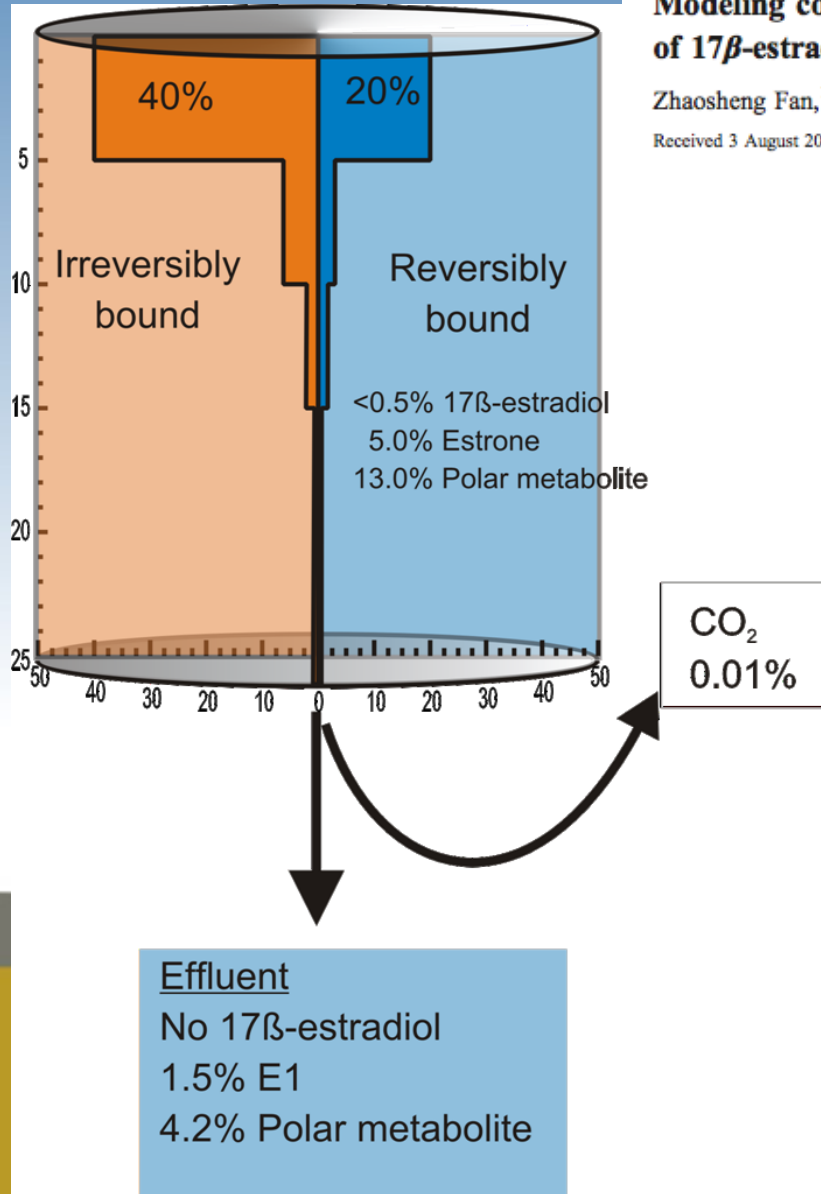 Modeling co
of 17β-estra
Zhaosheng Fan,
Received 3 August 20
40%
20%
5
Irreversibly
bound
Reversibly
bound
10
15
<0.5% 17ß-estradiol
5.0% Estrone
13.0% Polar metabolite
20
25
50 40 30 20 10 0 10 20 30 40 50
CO₂
0.01%
Effluent
No 17ß-estradiol
1.5% E1
4.2% Polar metabolite